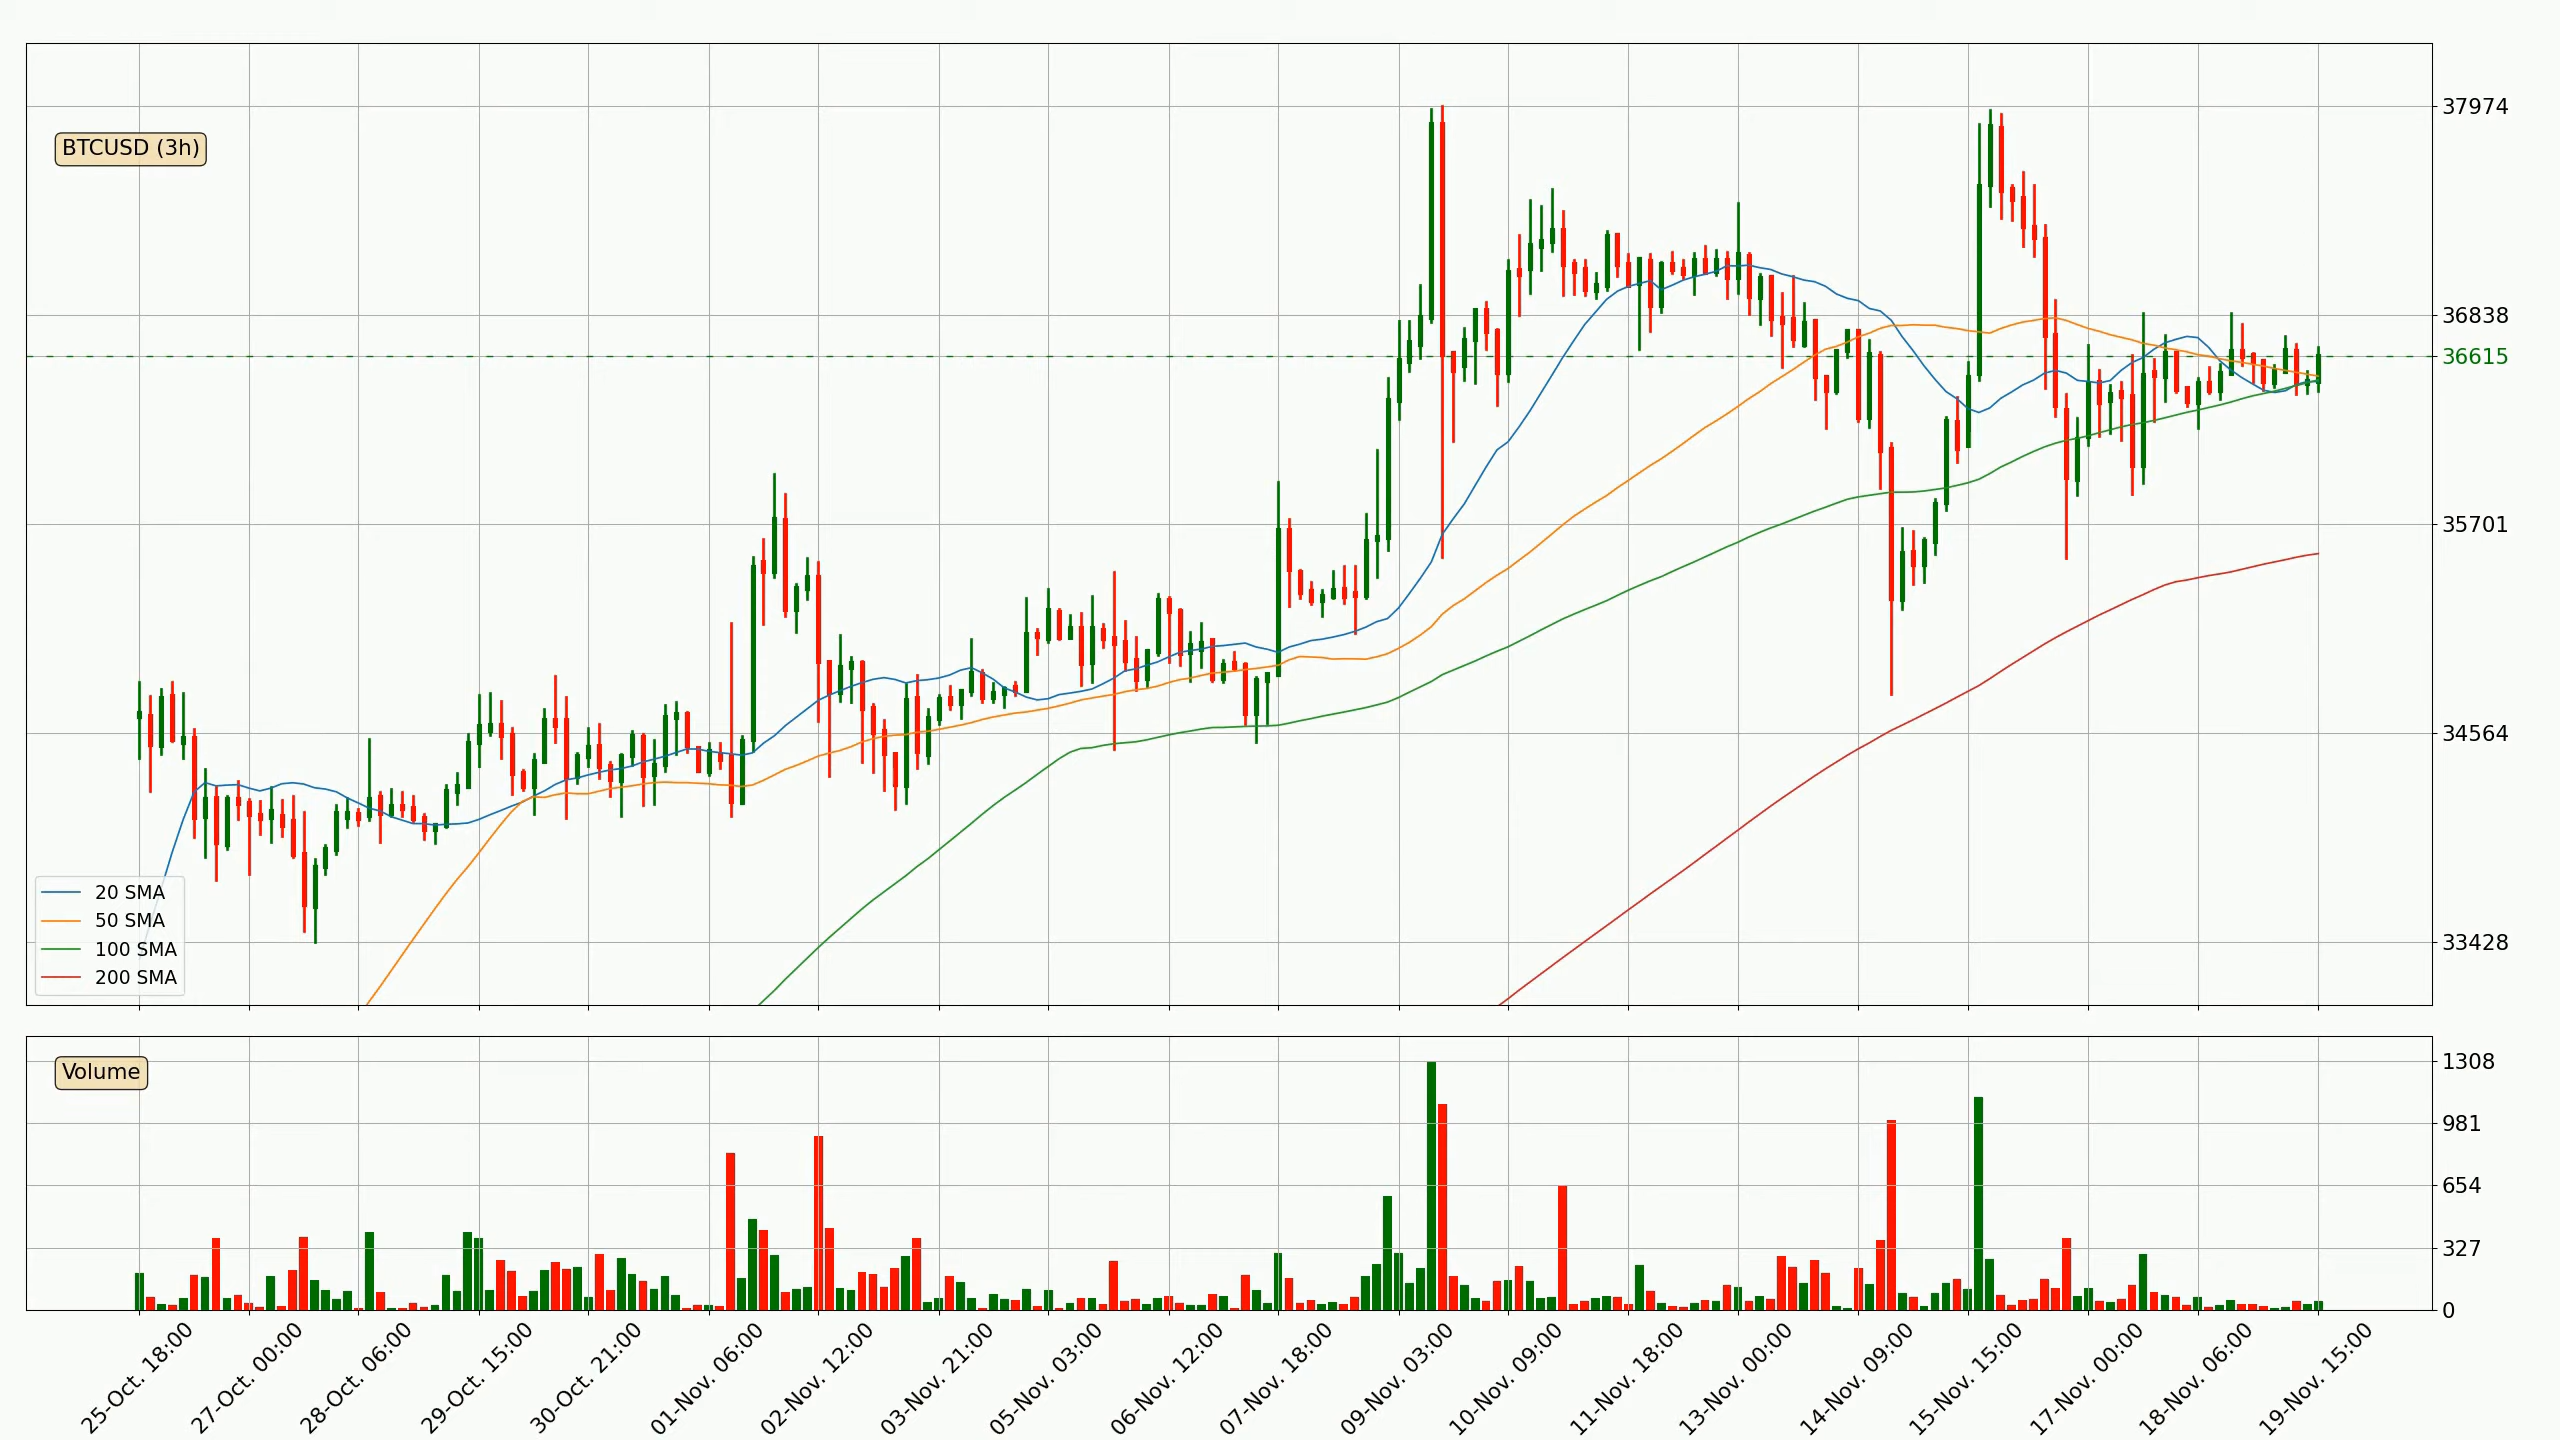 BTCUSD (3h)
37974
36838
36615
35701
34564
33428
20 SMA
50 SMA
100 SMA
200 SMA
Volume
1308
981
654
327
0
25-Oct. 18:00
27-Oct. 00:00
28-Oct. 06:00
29-Oct. 15:00
30-Oct. 21:00
01-Nov. 06:00
02-Nov. 12:00
03-Nov. 21:00
05-Nov. 03:00
06-Nov. 12:00
07-Nov. 18:00
09-Nov. 03:00
10-Nov. 09:00
11-Nov. 18:00
13-Nov. 00:00
14-Nov. 09:00
15-Nov. 15:00
17-Nov. 00:00
18-Nov. 06:00
19-Nov. 15:00